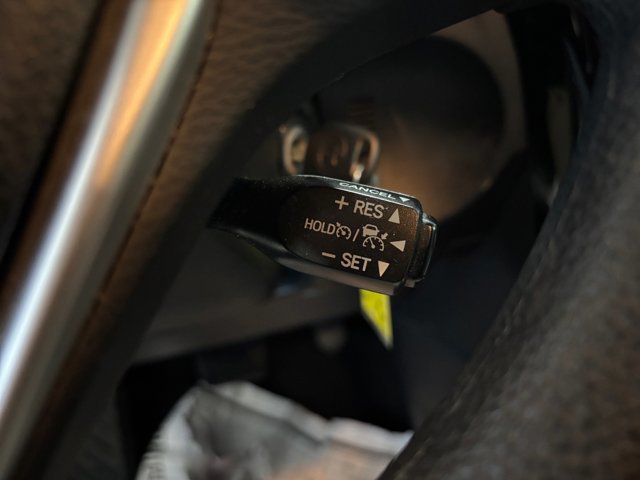 CANCEL
+ RES
HOLD /
− SET